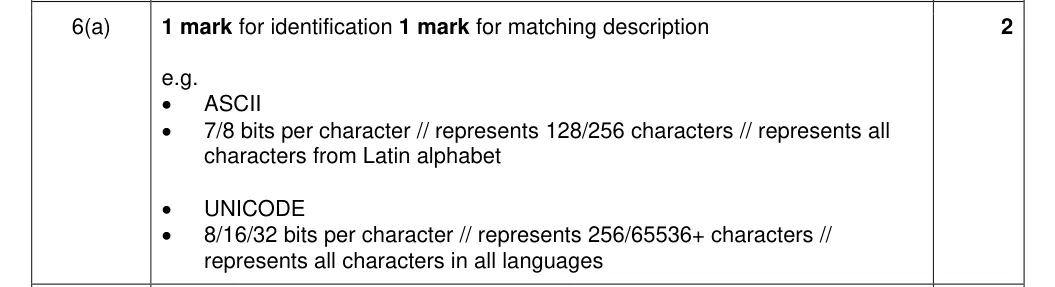 6(a) 1 mark for identification 1 mark for matching description 2
e.g.
• ASCII
• 7/8 bits per character // represents 128/256 characters // represents all
characters from Latin alphabet
• UNICODE
• 8/16/32 bits per character // represents 256/65536+ characters //
represents all characters in all languages